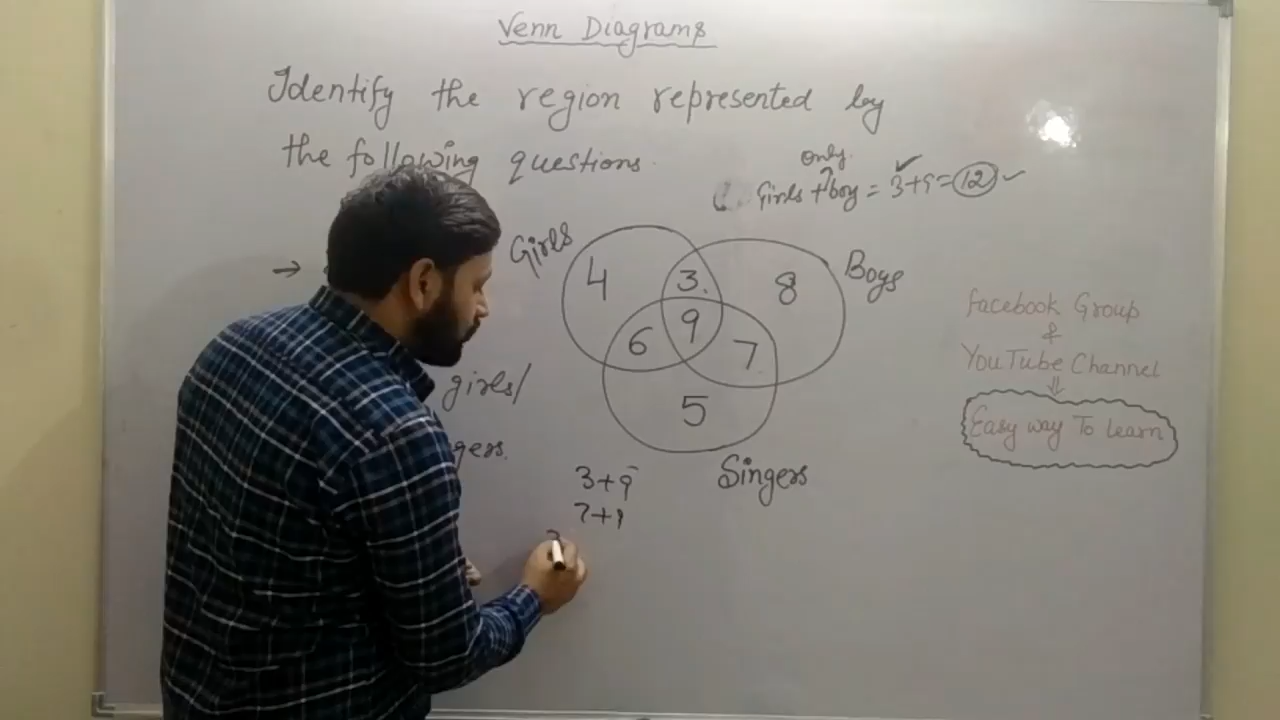 Venn Diagrams
Identify the region represented by
the following questions.
only
Girls + boy = 3+9=12 ✓
Girls
Boys
→
4 3. 8
9
6 7
5
Singers
girls/
gers.
3+9
7+9
Facebook Group
&
YouTube Channel
⇓
Easy way To Learn